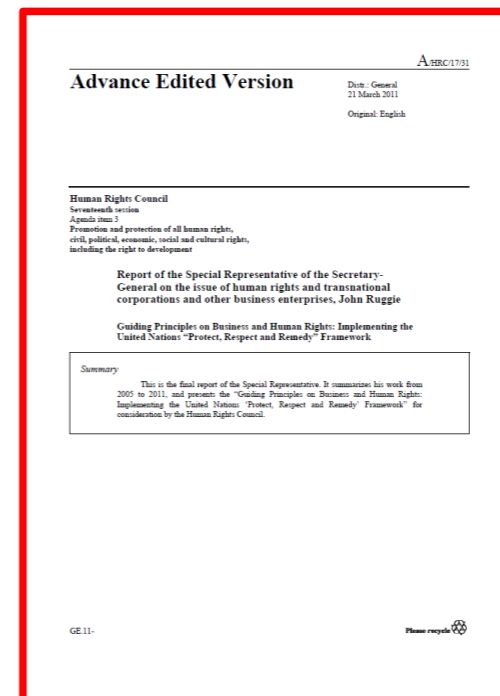 A/HRC/17/31
Advance Edited Version
Distr.: General
21 March 2011
Original: English
Human Rights Council
Seventeenth session
Agenda item 3
Promotion and protection of all human rights,
civil, political, economic, social and cultural rights,
including the right to development
Report of the Special Representative of the Secretary-
General on the issue of human rights and transnational
corporations and other business enterprises, John Ruggie
Guiding Principles on Business and Human Rights: Implementing the
United Nations “Protect, Respect and Remedy” Framework
Summary
This is the final report of the Special Representative. It summarizes his work from
2005 to 2011, and presents the “Guiding Principles on Business and Human Rights:
Implementing the United Nations ‘Protect, Respect and Remedy’ Framework” for
consideration by the Human Rights Council.
GE.11-
Please recycle